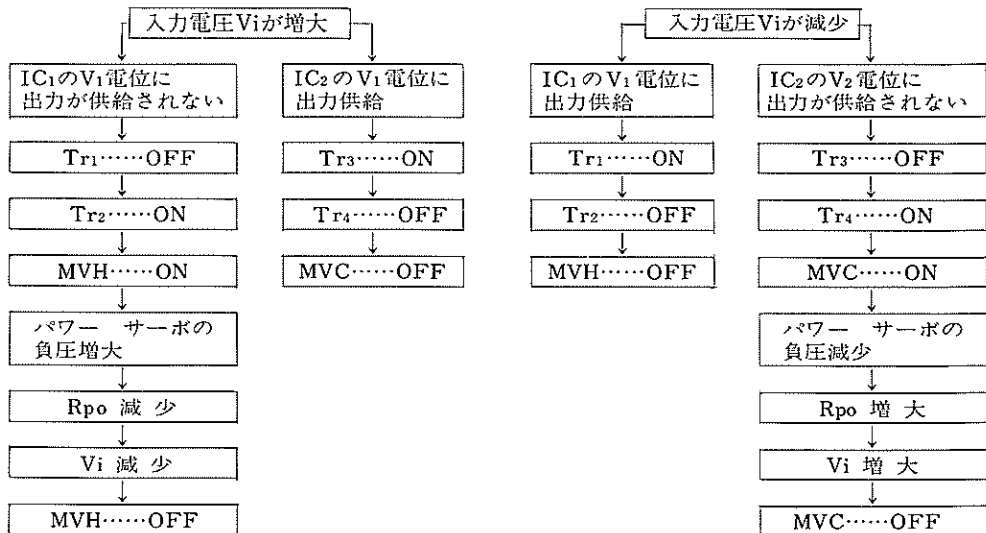 入力電圧Viが増大
IC₁のV₁電位に
出力が供給されない
Tr₁……OFF
Tr₂……ON
MVH……ON
パワー サーボの
負圧増大
Rpo 減 少
Vi 減 少
MVH……OFF
IC₂のV₁電位に
出力供給
Tr₃……ON
Tr₄……OFF
MVC……OFF
入力電圧Viが減少
IC₁のV₁電位に
出力供給
Tr₁……ON
Tr₂……OFF
MVH……OFF
IC₂のV₂電位に
出力が供給されない
Tr₃……OFF
Tr₄……ON
MVC……ON
パワー サーボの
負圧減少
Rpo 増 大
Vi 増 大
MVC……OFF